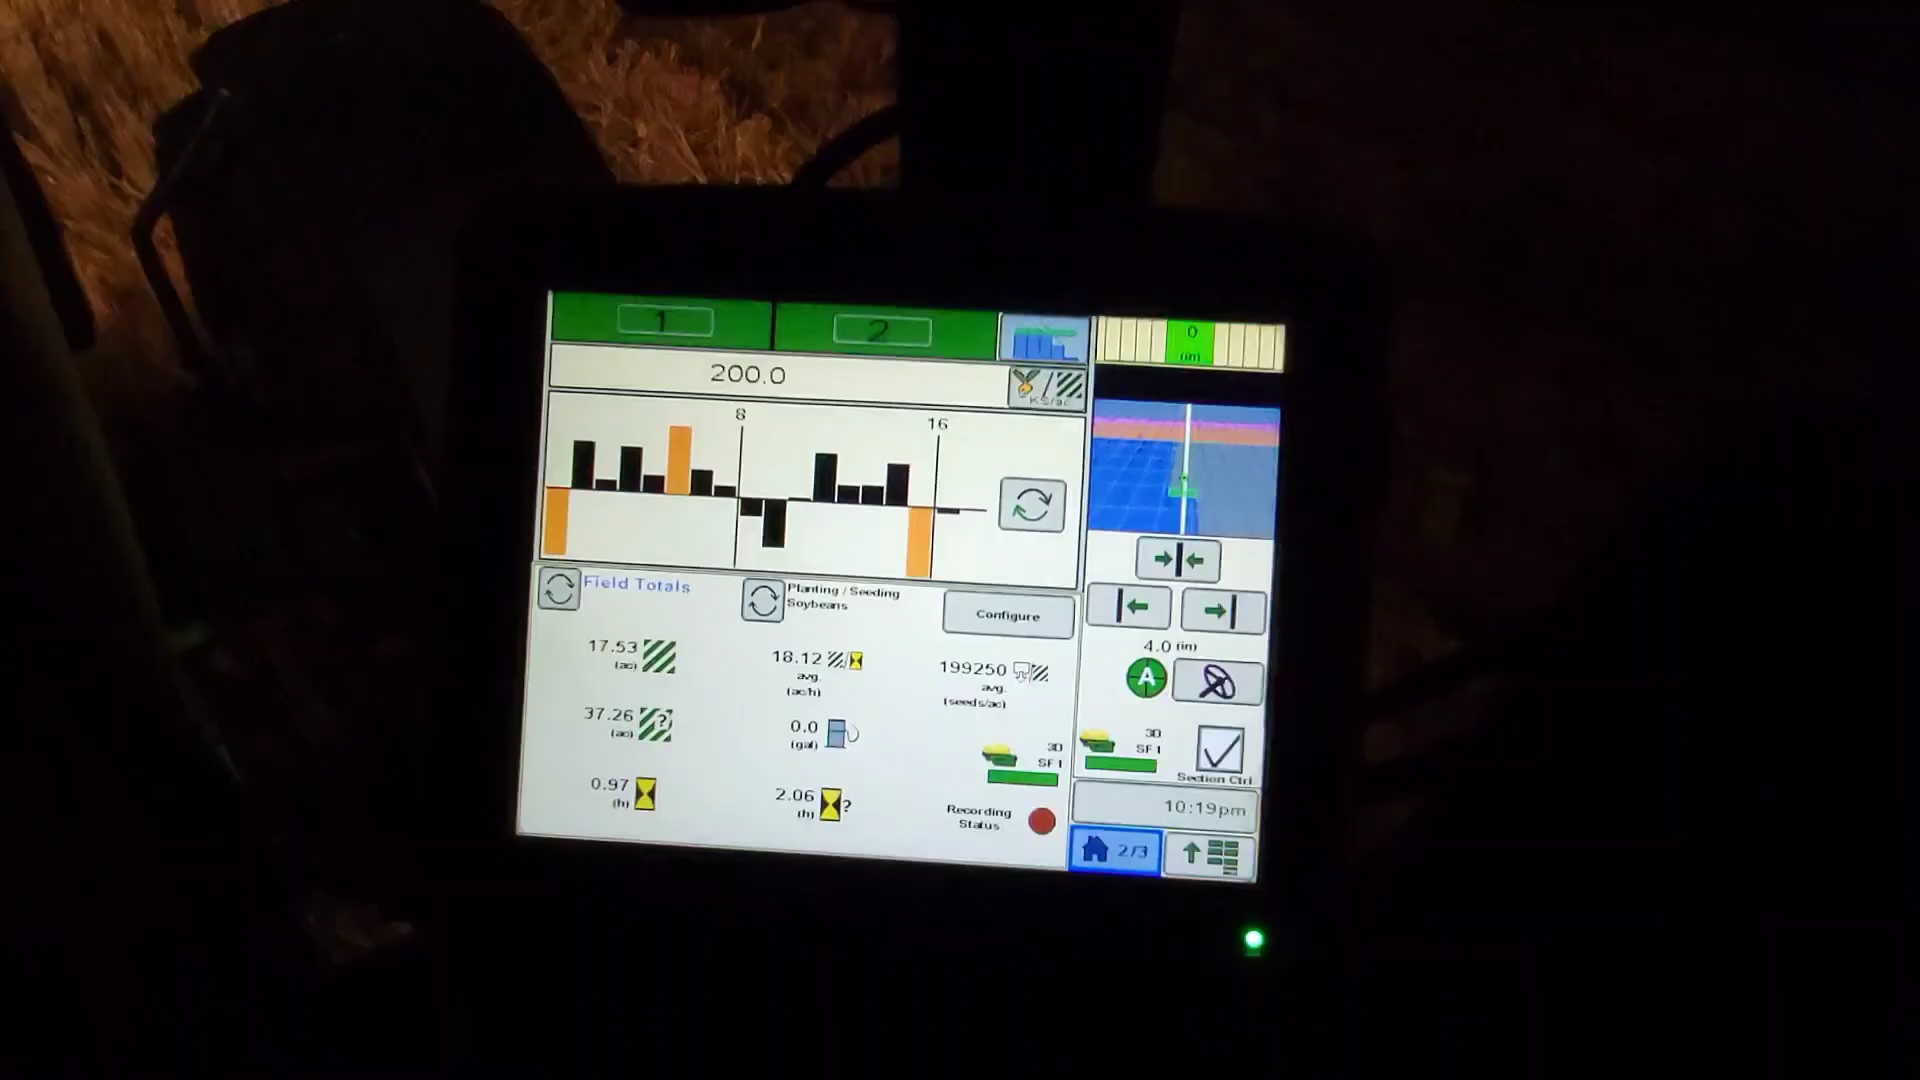 1
2
0
(in)
200.0
KS/ac
8
16
Field Totals
Planting / Seeding
Soybeans
Configure
4.0 (in)
17.53
(ac)
18.12
avg.
(ac/h)
199250
avg.
(seeds/ac)
A
37.26
(ac)
?
0.0
(gal)
3D
SF1
3D
SF1
Section Ctrl
0.97
(h)
2.06
(h)
?
Recording
Status
10:19pm
2/3